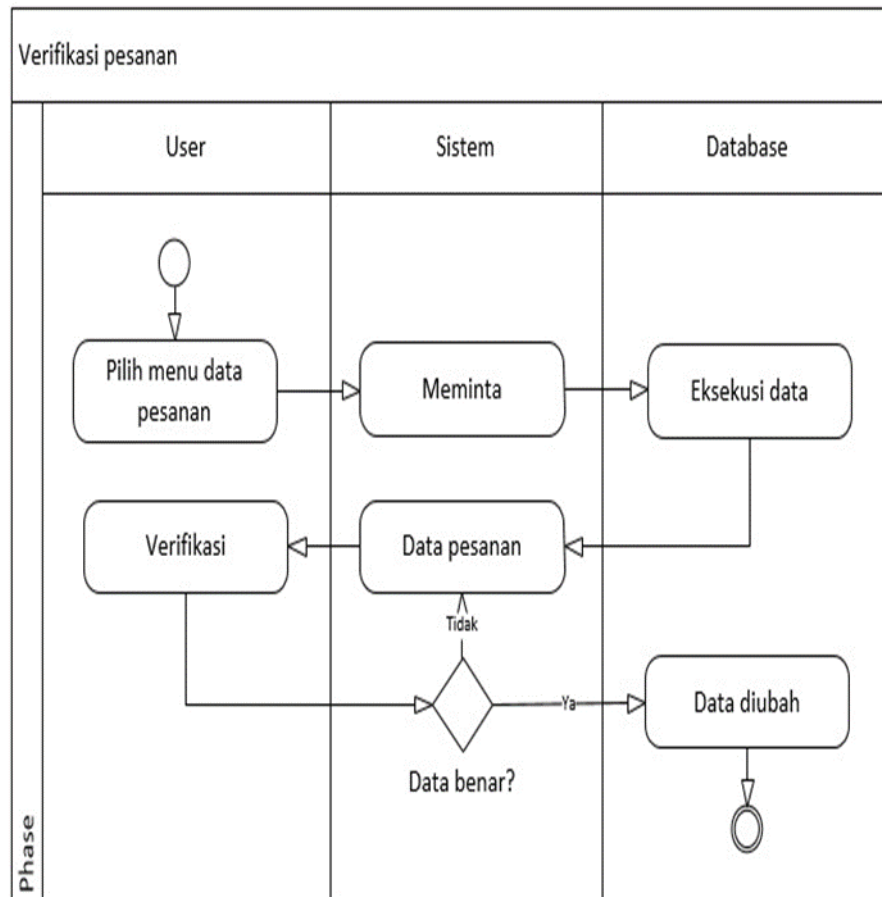 Verifikasi pesanan
User
Sistem
Database
Pilih menu data
pesanan
Meminta
Eksekusi data
Verifikasi
Data pesanan
Tidak
Ya
Data diubah
Data benar?
Phase